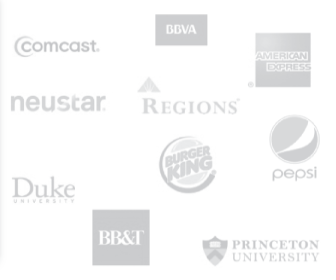 BBVA
comcast.
AMERICAN
EXPRESS
®
neustar
REGIONS
BURGER
KING
pepsi
Duke
UNIVERSITY
BB&T
PRINCETON
UNIVERSITY